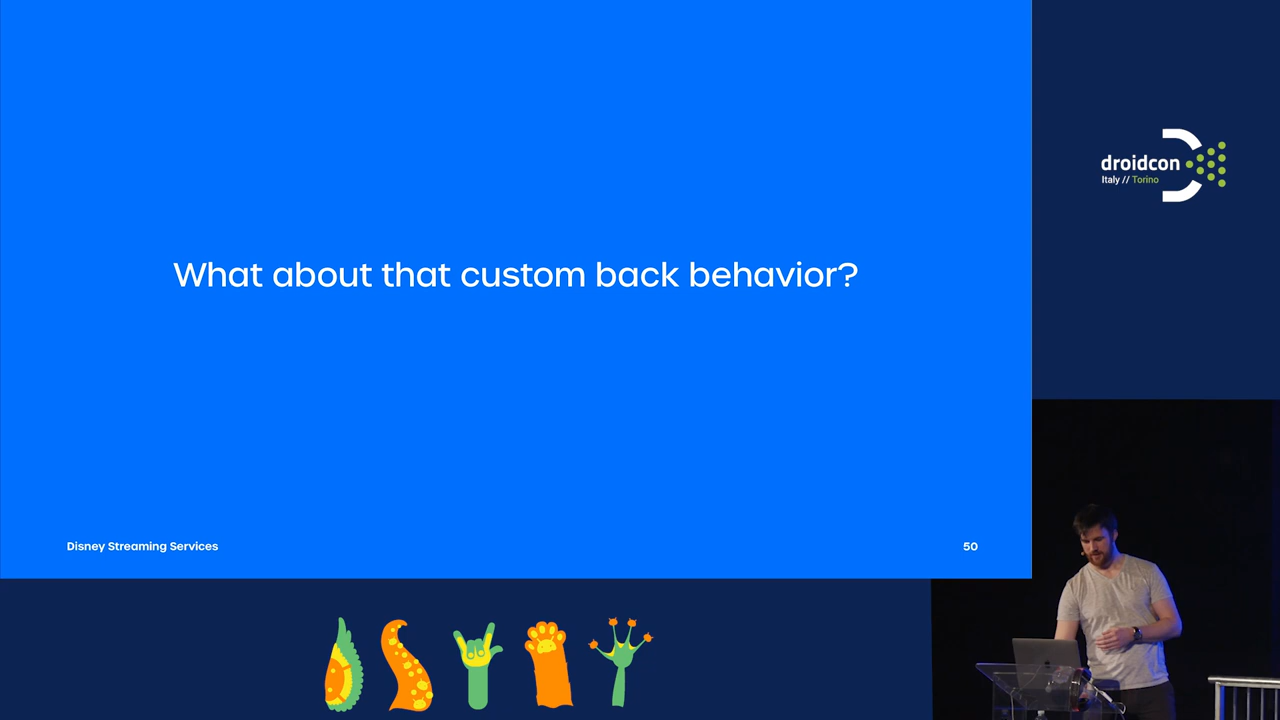 What about that custom back behavior?
Disney Streaming Services
50
droidcon
Italy // Torino